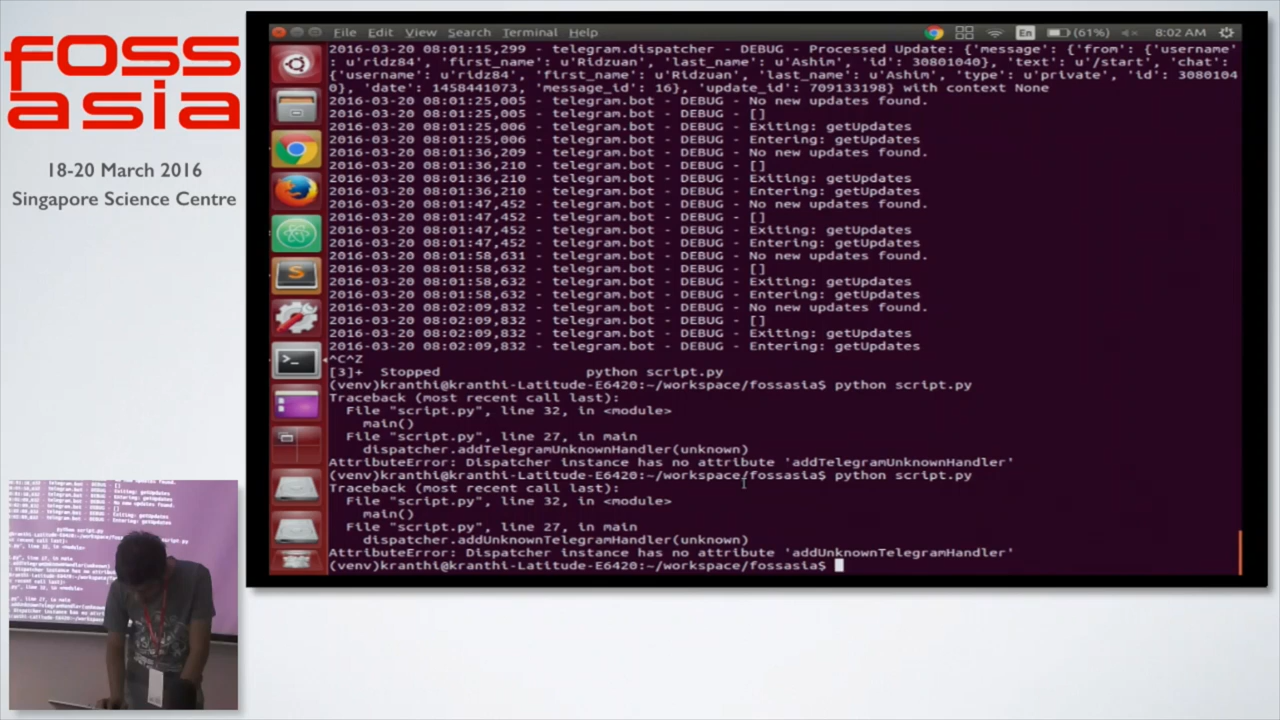 foss
asia
18-20 March 2016
Singapore Science Centre
File Edit View Search Terminal Help
En
(61%)
8:02 AM
2016-03-20 08:01:15,299 - telegram.dispatcher - DEBUG - Processed Update: {'message': {'from': {'username'
: u'ridz84', 'first_name': u'Ridzuan', 'last_name': u'Ashim', 'id': 30801040}, 'text': u'/start', 'chat':
{'username': u'ridz84', 'first_name': u'Ridzuan', 'last_name': u'Ashim', 'type': u'private', 'id': 3080104
0}, 'date': 1458441073, 'message_id': 16}, 'update_id': 709133198} with context None
2016-03-20 08:01:25,005 - telegram.bot - DEBUG - No new updates found.
2016-03-20 08:01:25,005 - telegram.bot - DEBUG - []
2016-03-20 08:01:25,006 - telegram.bot - DEBUG - Exiting: getUpdates
2016-03-20 08:01:25,006 - telegram.bot - DEBUG - Entering: getUpdates
2016-03-20 08:01:36,209 - telegram.bot - DEBUG - No new updates found.
2016-03-20 08:01:36,210 - telegram.bot - DEBUG - []
2016-03-20 08:01:36,210 - telegram.bot - DEBUG - Exiting: getUpdates
2016-03-20 08:01:36,210 - telegram.bot - DEBUG - Entering: getUpdates
2016-03-20 08:01:47,452 - telegram.bot - DEBUG - No new updates found.
2016-03-20 08:01:47,452 - telegram.bot - DEBUG - []
2016-03-20 08:01:47,452 - telegram.bot - DEBUG - Exiting: getUpdates
2016-03-20 08:01:47,452 - telegram.bot - DEBUG - Entering: getUpdates
2016-03-20 08:01:58,631 - telegram.bot - DEBUG - No new updates found.
2016-03-20 08:01:58,632 - telegram.bot - DEBUG - []
2016-03-20 08:01:58,632 - telegram.bot - DEBUG - Exiting: getUpdates
2016-03-20 08:01:58,632 - telegram.bot - DEBUG - Entering: getUpdates
2016-03-20 08:02:09,832 - telegram.bot - DEBUG - No new updates found.
2016-03-20 08:02:09,832 - telegram.bot - DEBUG - []
2016-03-20 08:02:09,832 - telegram.bot - DEBUG - Exiting: getUpdates
2016-03-20 08:02:09,832 - telegram.bot - DEBUG - Entering: getUpdates
^C^Z
[3]+  Stopped                 python script.py
(venv)kranthi@kranthi-Latitude-E6420:~/workspace/fossasia$ python script.py
Traceback (most recent call last):
  File "script.py", line 32, in <module>
    main()
  File "script.py", line 27, in main
    dispatcher.addTelegramUnknownHandler(unknown)
AttributeError: Dispatcher instance has no attribute 'addTelegramUnknownHandler'
(venv)kranthi@kranthi-Latitude-E6420:~/workspace/fossasia$ python script.py
Traceback (most recent call last):
  File "script.py", line 32, in <module>
    main()
  File "script.py", line 27, in main
    dispatcher.addUnknownTelegramHandler(unknown)
AttributeError: Dispatcher instance has no attribute 'addUnknownTelegramHandler'
(venv)kranthi@kranthi-Latitude-E6420:~/workspace/fossasia$